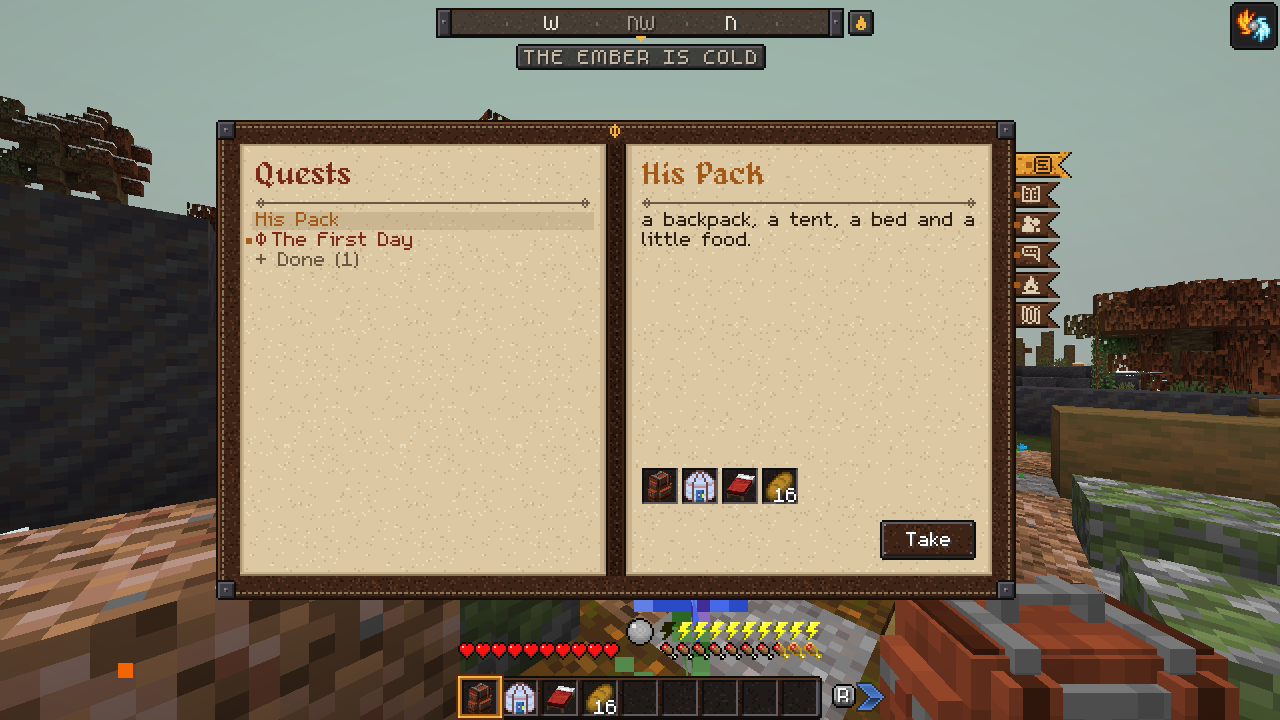 W NW N
THE EMBER IS COLD
Quests
His Pack
The First Day
+ Done (1)
His Pack
a backpack, a tent, a bed and a
little food.
16
Take
16
R